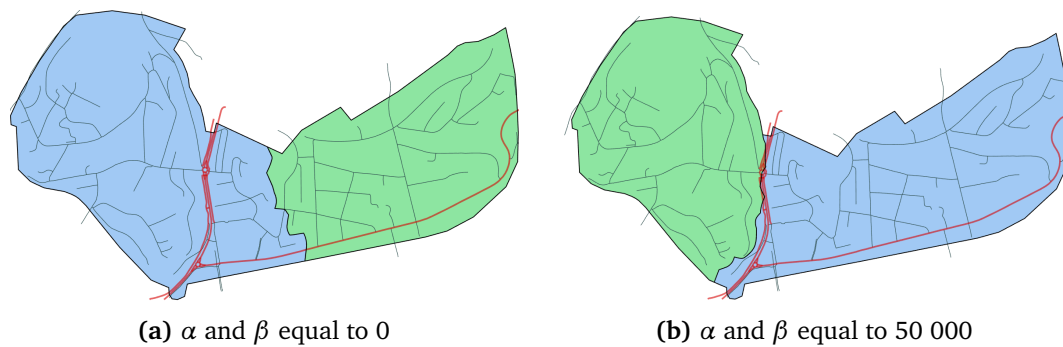 (a) α and β equal to 0
(b) α and β equal to 50 000